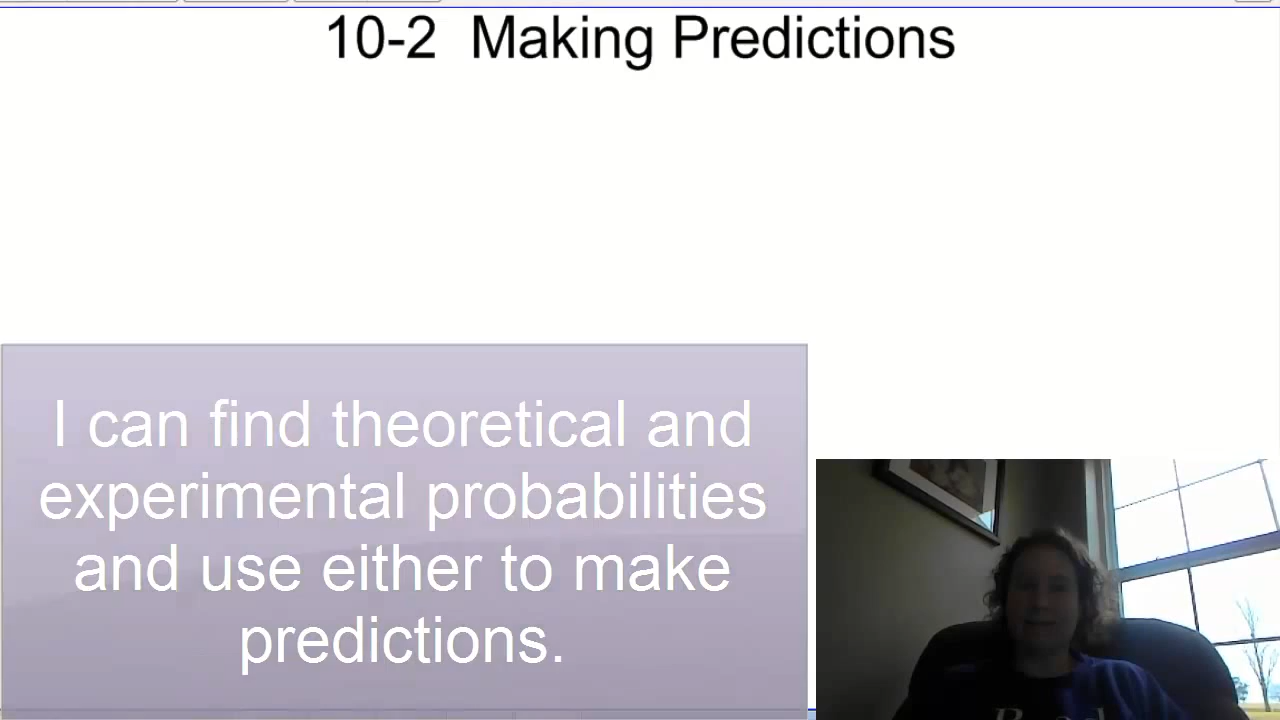 10-2 Making Predictions
I can find theoretical and
experimental probabilities
and use either to make
predictions.